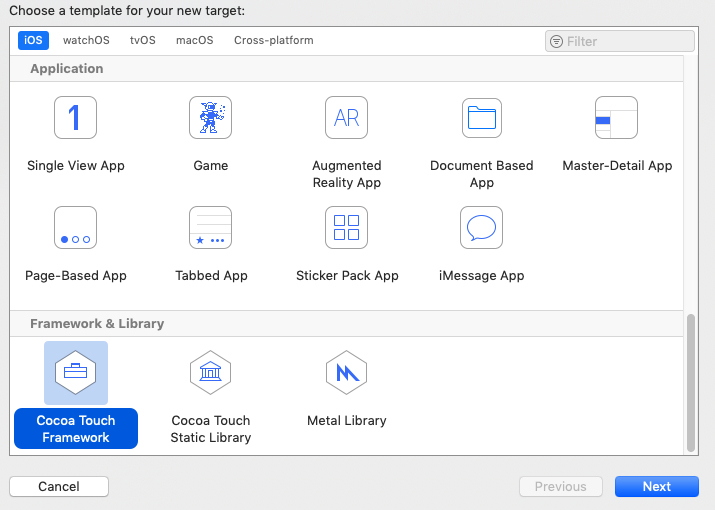 Choose a template for your new target:
iOS watchOS tvOS macOS Cross-platform Filter
Application
1 AR
Single View App Game Augmented Reality App Document Based App Master-Detail App
Page-Based App Tabbed App Sticker Pack App iMessage App
Framework & Library
Cocoa Touch Framework Cocoa Touch Static Library Metal Library
Cancel Previous Next